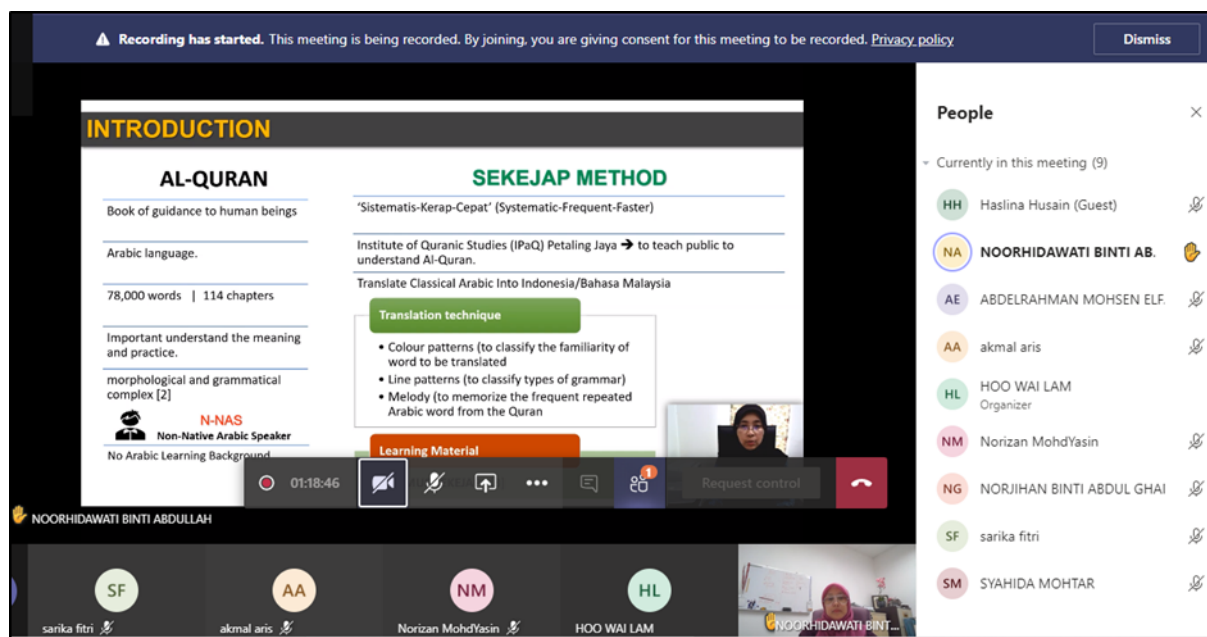 Recording has started. This meeting is being recorded. By joining, you are giving consent for this meeting to be recorded. Privacy policy
Dismiss
INTRODUCTION
AL-QURAN
Book of guidance to human beings
Arabic language.
78,000 words | 114 chapters
Important understand the meaning
and practice.
morphological and grammatical
complex [2]
N-NAS
Non-Native Arabic Speaker
No Arabic Learning Background
SEKEJAP METHOD
‘Sistematis-Kerap-Cepat’ (Systematic-Frequent-Faster)
Institute of Quranic Studies (IPaQ) Petaling Jaya ➔ to teach public to
understand Al-Quran.
Translate Classical Arabic Into Indonesia/Bahasa Malaysia
Translation technique
• Colour patterns (to classify the familiarity of
word to be translated
• Line patterns (to classify types of grammar)
• Melody (to memorize the frequent repeated
Arabic word from the Quran
Learning Material
01:18:46
1
Request control
NOORHIDAWATI BINTI ABDULLAH
SF
sarika fitri
AA
akmal aris
NM
Norizan MohdYasin
HL
HOO WAI LAM
NOORHIDAWATI BINT...
People
Currently in this meeting (9)
HH
Haslina Husain (Guest)
NA
NOORHIDAWATI BINTI AB.
AE
ABDELRAHMAN MOHSEN ELF.
AA
akmal aris
HL
HOO WAI LAM
Organizer
NM
Norizan MohdYasin
NG
NORJIHAN BINTI ABDUL GHAI
SF
sarika fitri
SM
SYAHIDA MOHTAR